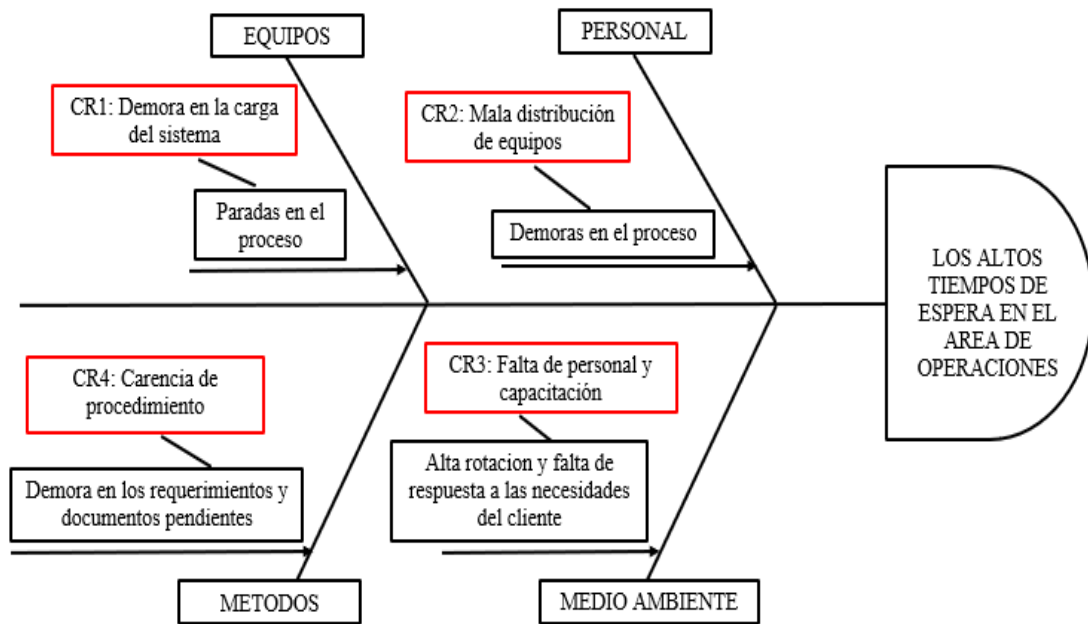 EQUIPOS
PERSONAL
CR1: Demora en la carga
del sistema
CR2: Mala distribución
de equipos
Paradas en el
proceso
Demoras en el proceso
LOS ALTOS
TIEMPOS DE
ESPERA EN EL
AREA DE
OPERACIONES
CR4: Carencia de
procedimiento
CR3: Falta de personal y
capacitación
Demora en los requerimientos y
documentos pendientes
Alta rotacion y falta de
respuesta a las necesidades
del cliente
METODOS
MEDIO AMBIENTE